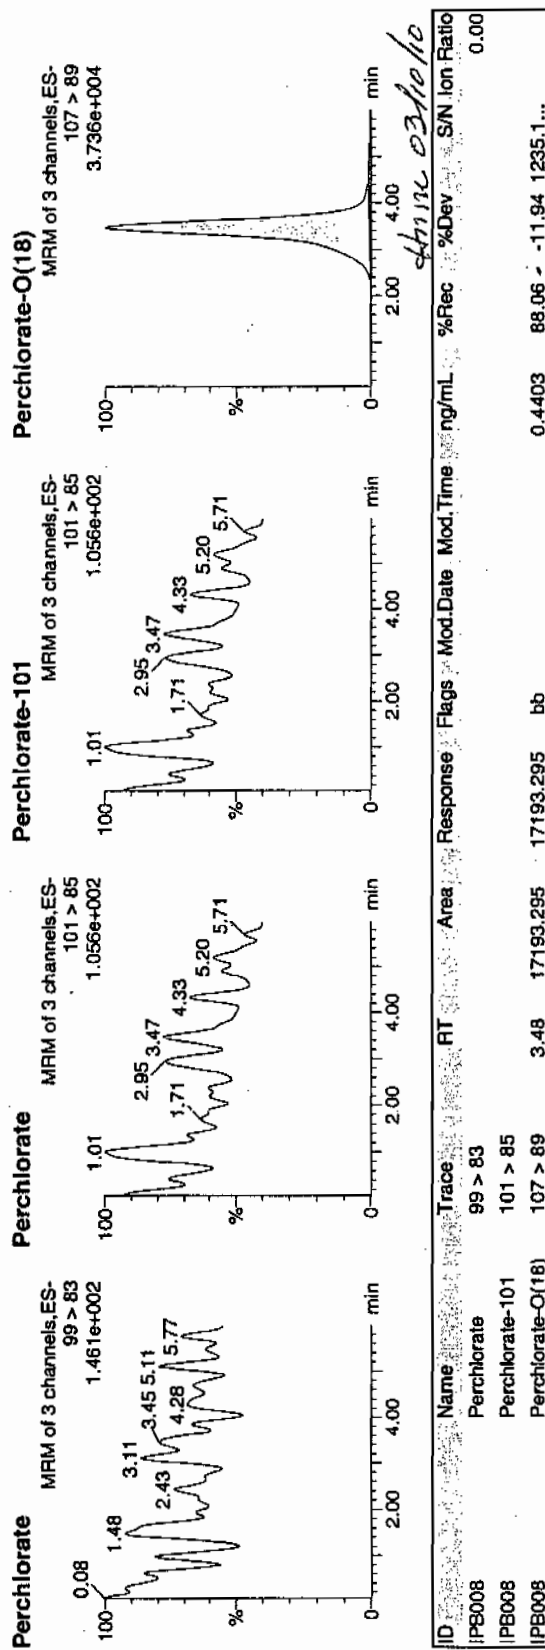 Perchlorate
MRM of 3 channels,ES-
99 > 83
1.461e+002
100
0.08
1.48
2.43
3.11
3.45
4.28
5.11
5.77
%
0
2.00
4.00
min
Perchlorate
MRM of 3 channels,ES-
101 > 85
1.056e+002
100
1.01
1.71
2.95
3.47
4.33
5.20
5.71
%
0
2.00
4.00
min
Perchlorate-101
MRM of 3 channels,ES-
101 > 85
1.056e+002
100
1.01
1.71
2.95
3.47
4.33
5.20
5.71
%
0
2.00
4.00
min
Perchlorate-O(18)
MRM of 3 channels,ES-
107 > 89
3.736e+004
100
%
0
2.00
4.00
min
03/10/10
ID Name Trace RT Area Response Flags Mod.Date Mod.Time ng/mL %Rec %Dev S/N Ion Ratio
IPB008 Perchlorate 99 > 83 0.00
IPB008 Perchlorate-101 101 > 85
IPB008 Perchlorate-O(18) 107 > 89 3.48 17193.295 17193.295 bb 0.4403 88.06 -11.94 1235.1...